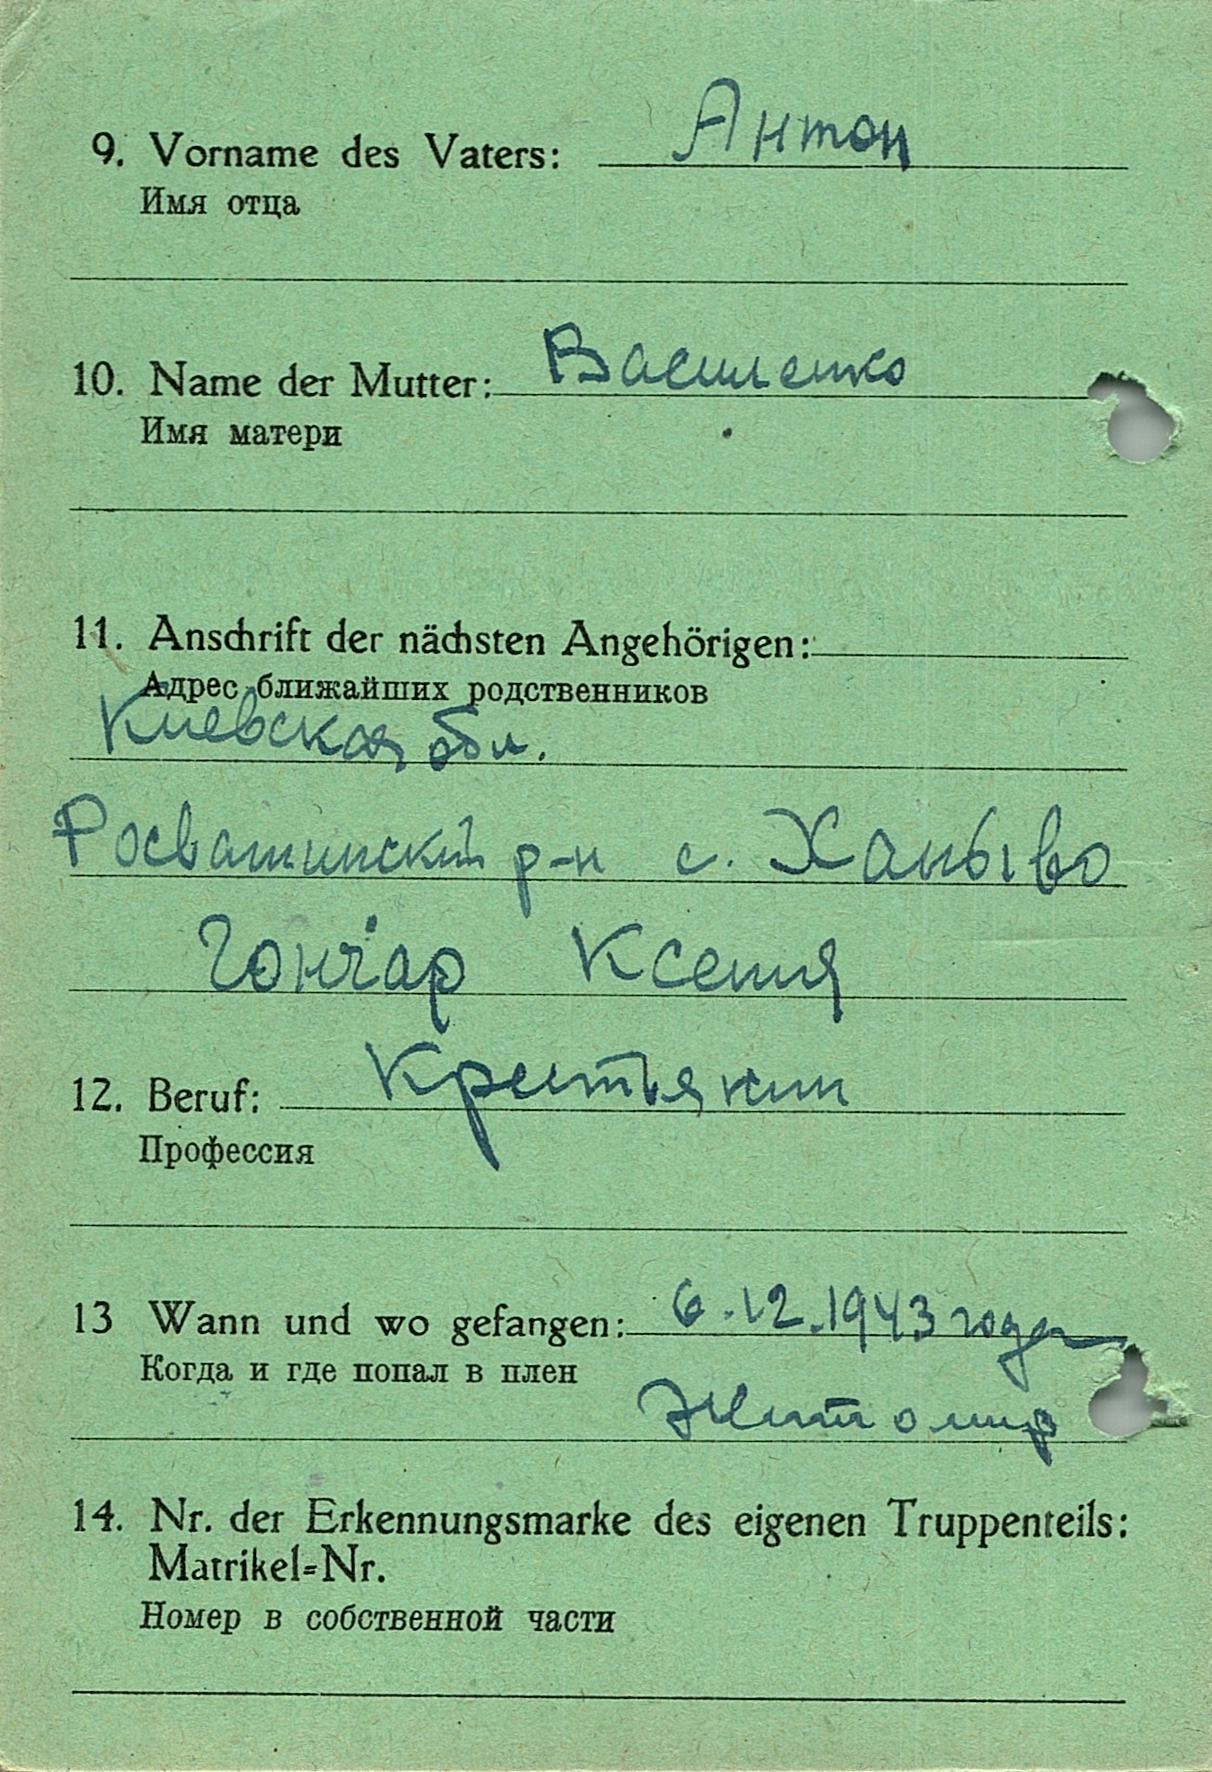 9. Vorname des Vaters: Антон
Имя отца
10. Name der Mutter: Василенко
Имя матери
11. Anschrift der nächsten Angehörigen:
Адрес ближайших родственников
Киевская обл.
р-н с.
Гончар Ксения
12. Beruf: Крестьянин
Профессия
13 Wann und wo gefangen: 6.12.1943 года
Когда и где попал в плен
Житомир
14. Nr. der Erkennungsmarke des eigenen Truppenteils:
Matrikel=Nr.
Номер в собственной части